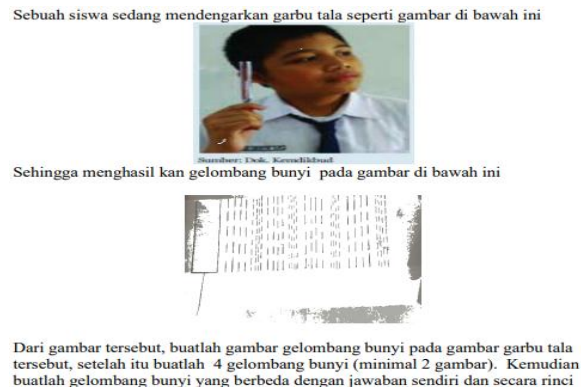 Sebuah siswa sedang mendengarkan garbu tala seperti gambar di bawah ini
Sumber: Dok. Kemdikbud
Sehingga menghasil kan gelombang bunyi pada gambar di bawah ini
Dari gambar tersebut, buatlah gambar gelombang bunyi pada gambar garbu tala
tersebut, setelah itu buatlah 4 gelombang bunyi (minimal 2 gambar). Kemudian
buatlah gelombang bunyi yang berbeda dengan jawaban sendiri dan secara rinci